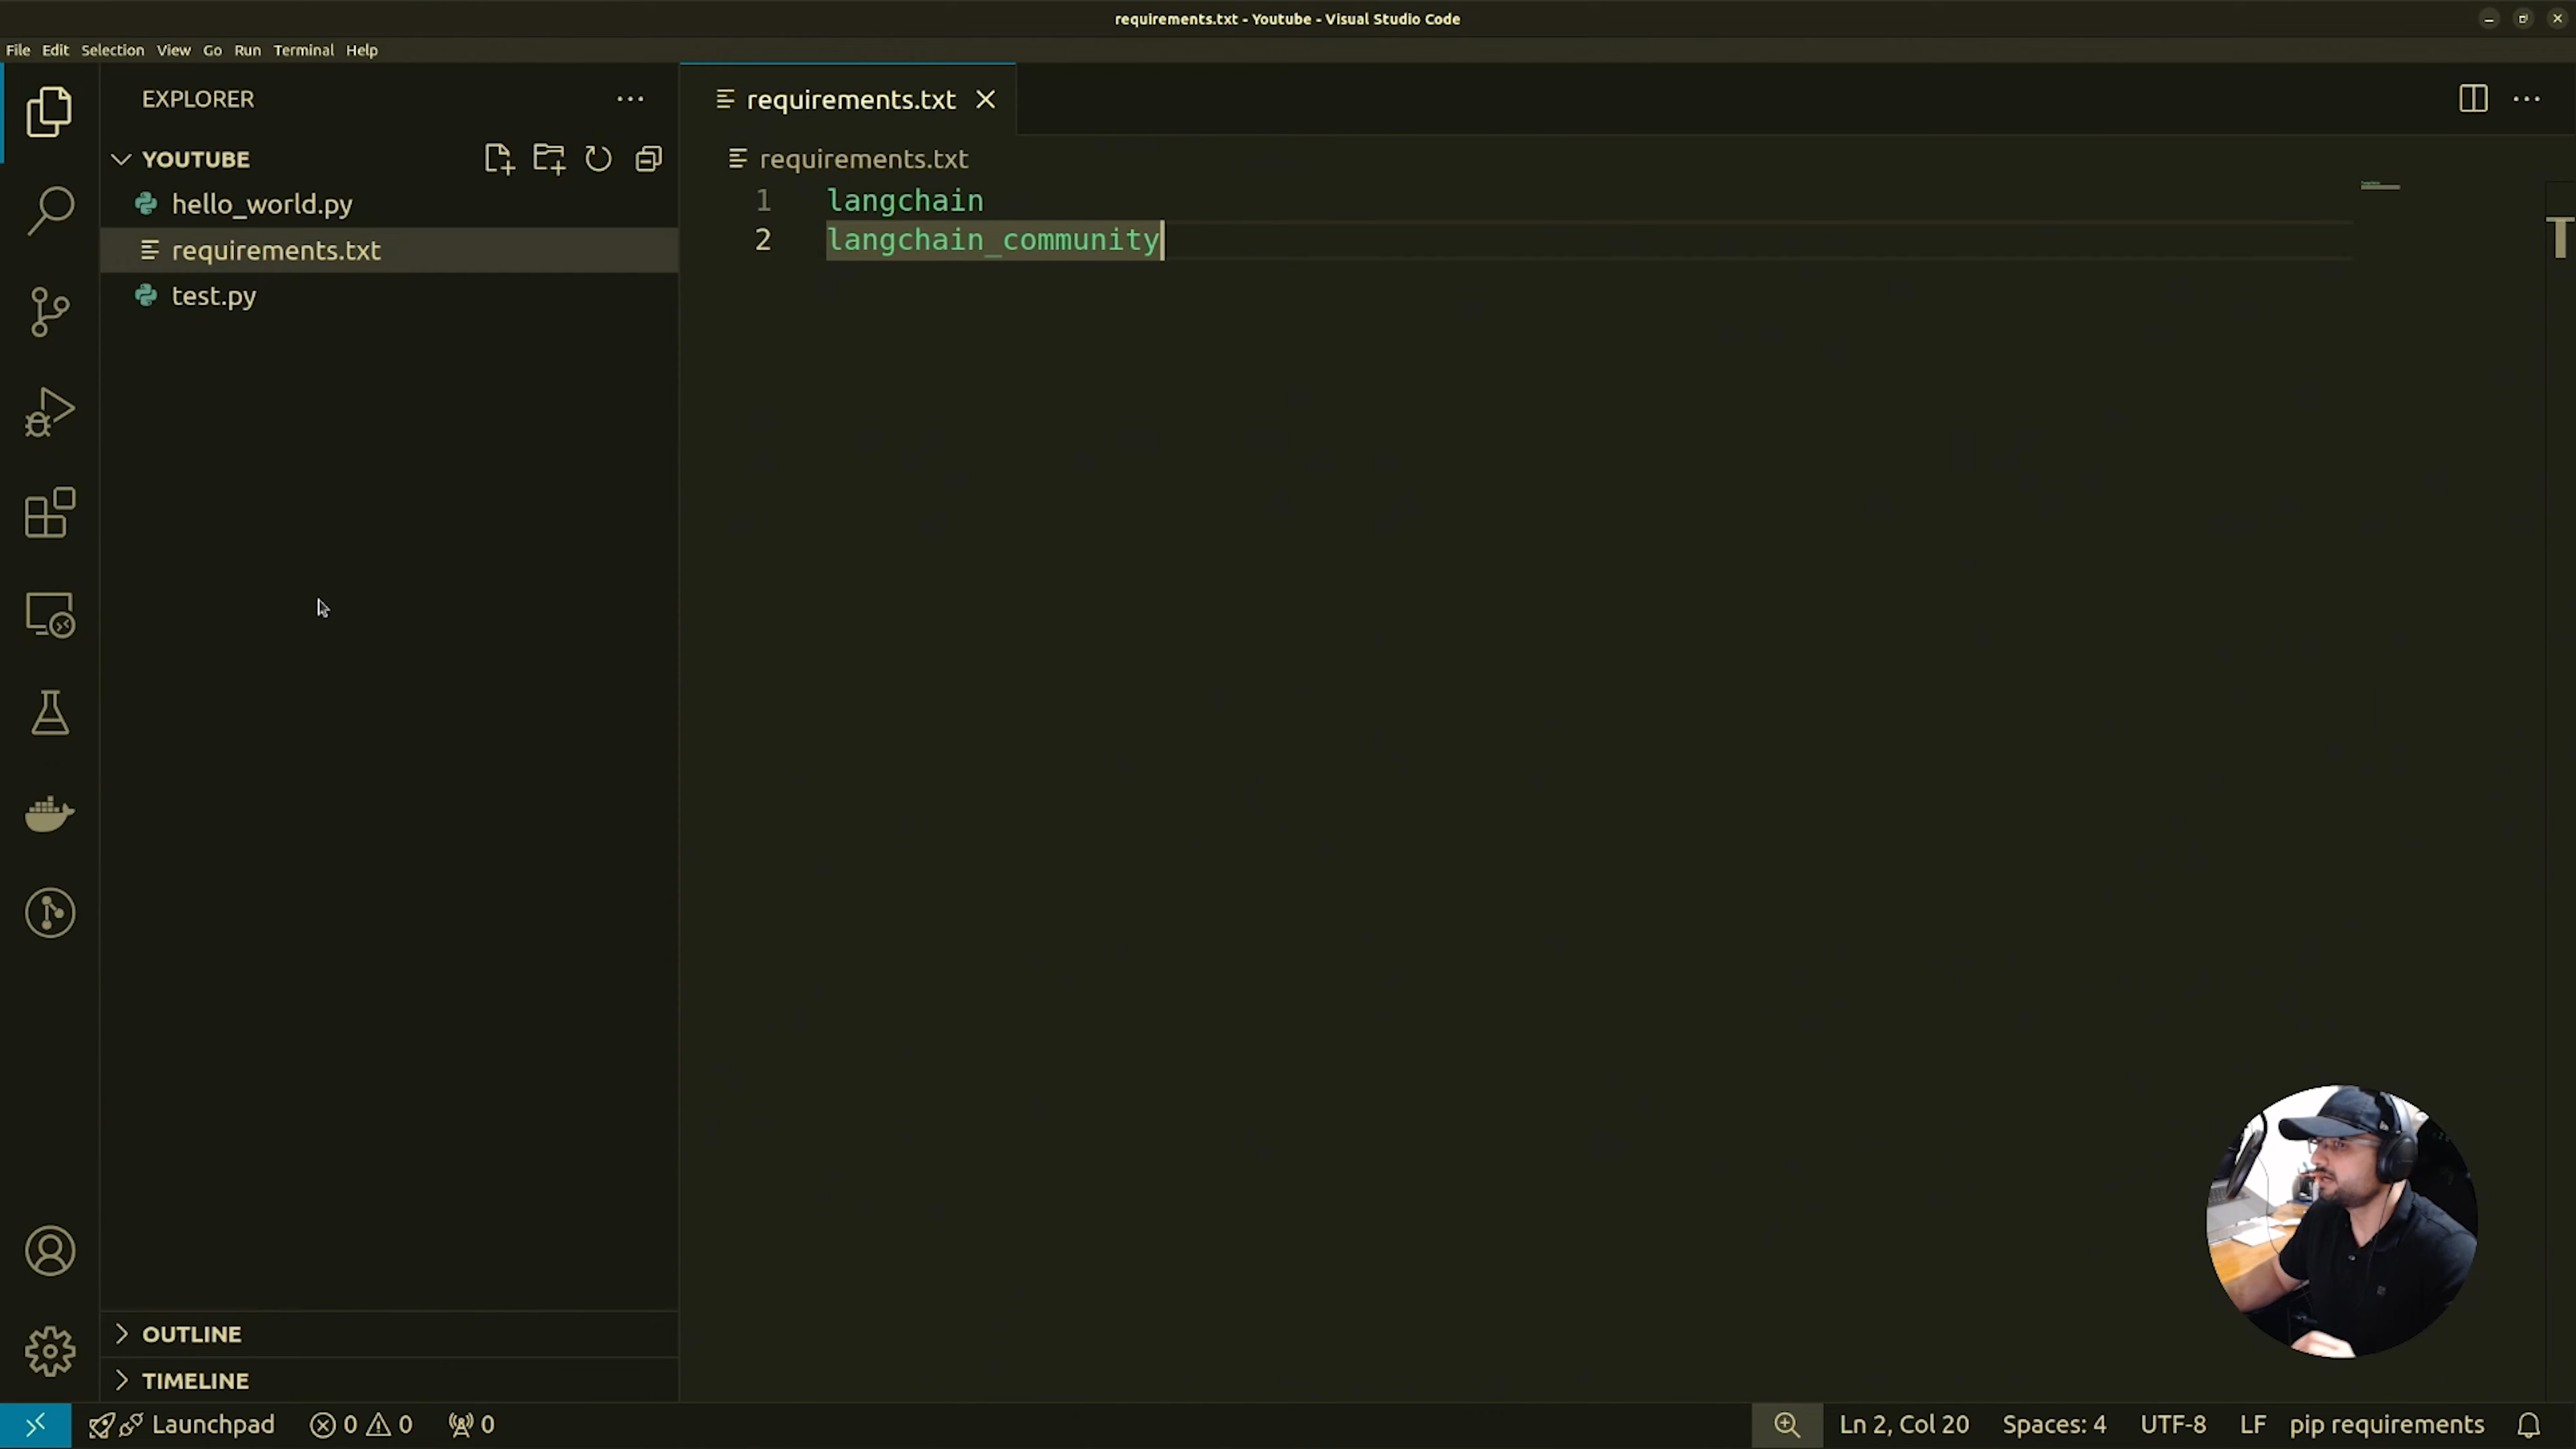 requirements.txt - Youtube - Visual Studio Code
File Edit Selection View Go Run Terminal Help
EXPLORER
YOUTUBE
hello_world.py
requirements.txt
test.py
OUTLINE
TIMELINE
requirements.txt
requirements.txt
1 langchain
2 langchain_community
Launchpad 0 0 0
Ln 2, Col 20 Spaces: 4 UTF-8 LF pip requirements